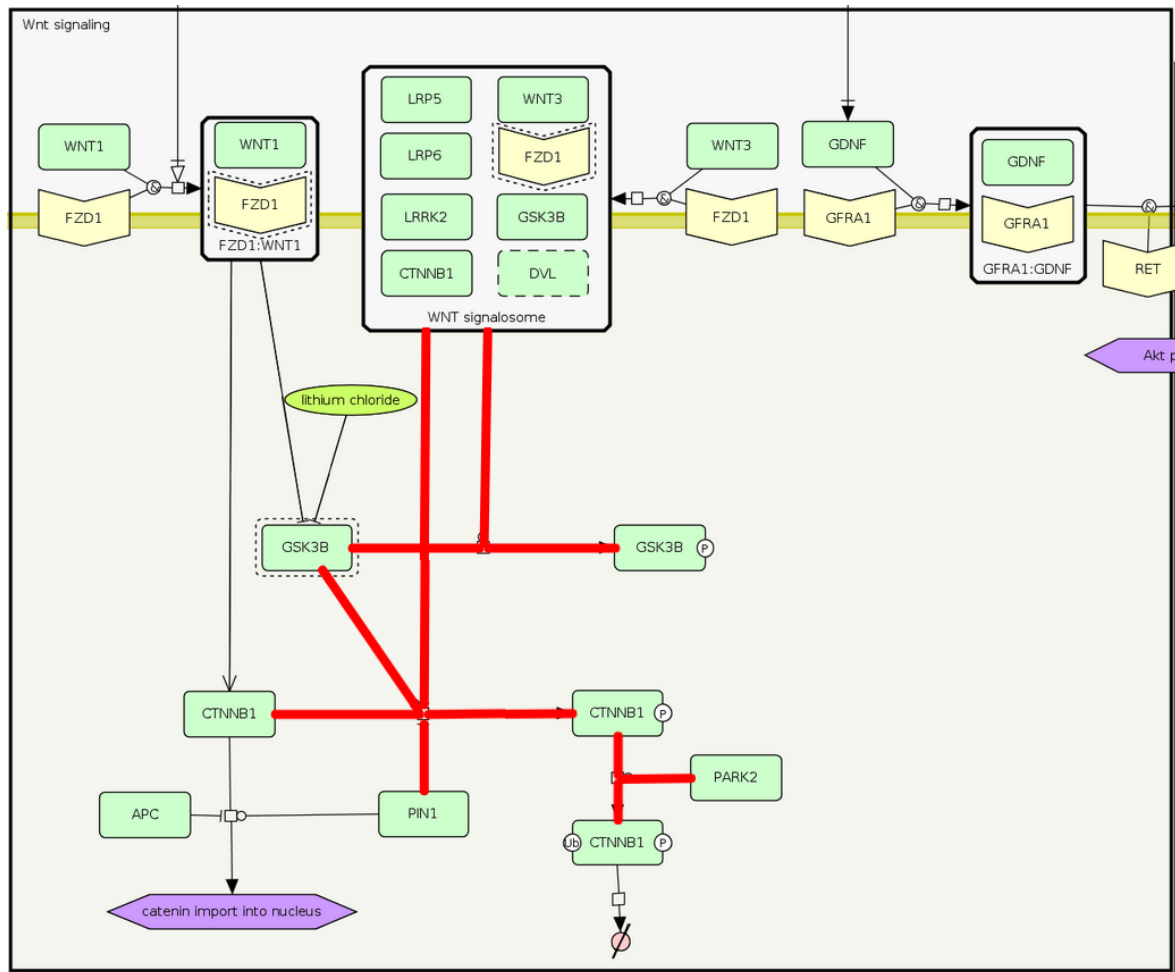 Wnt signaling
LRP5
WNT3
WNT1
WNT1
LRP6
FZD1
WNT3
GDNF
GDNF
&
FZD1
LRRK2
GSK3B
&
&
&
FZD1
FZD1
GFRA1
GFRA1
FZD1:WNT1
CTNNB1
DVL
GFRA1:GDNF
RET
WNT signalosome
Akt p
lithium chloride
GSK3B
GSK3B
P
CTNNB1
CTNNB1
P
PARK2
APC
PIN1
Ub
CTNNB1
P
catenin import into nucleus